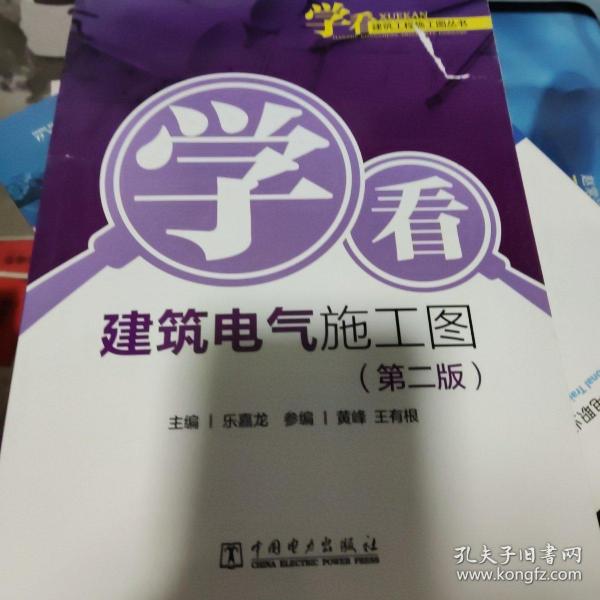 学看
XUEKAN
建筑工程施工图丛书
学
看
建筑电气施工图
（第二版）
主编 | 乐嘉龙 参编 | 黄峰 王有根
中国电力出版社
CHINA ELECTRIC POWER PRESS
孔夫子旧书网
www.kongfz.com